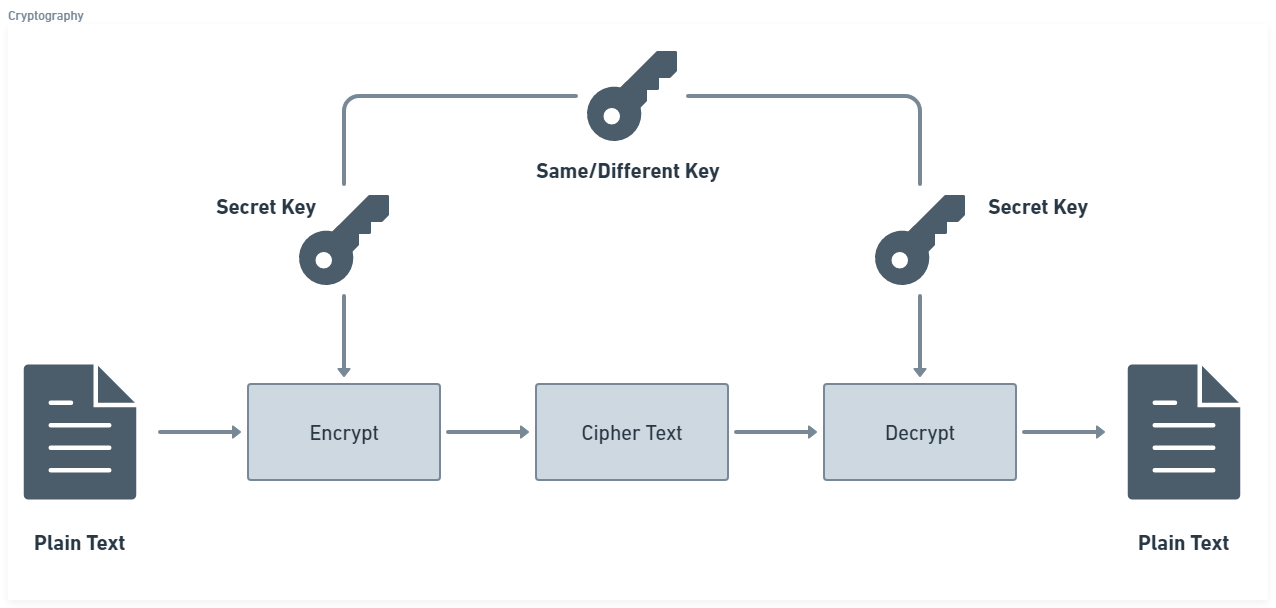 Cryptography
Same/Different Key
Secret Key
Secret Key
Encrypt
Cipher Text
Decrypt
Plain Text
Plain Text